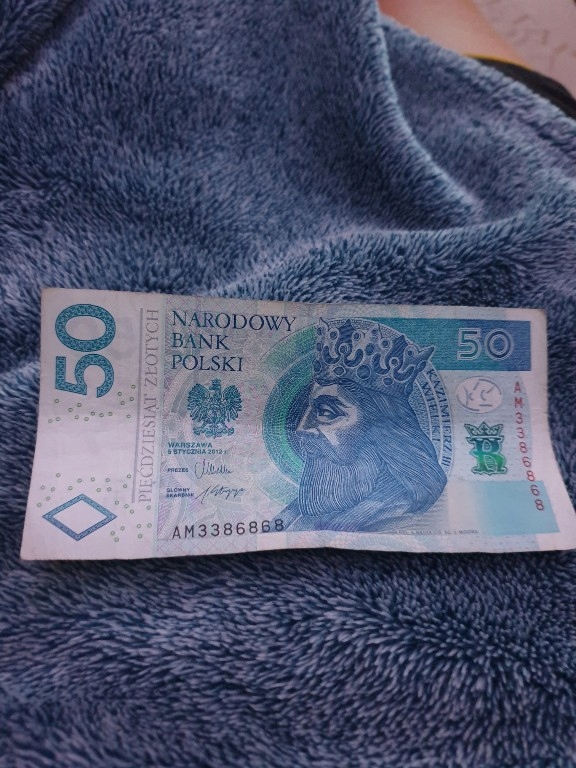 50
PIĘĆDZIESIĄT ZŁOTYCH
NARODOWY
BANK
POLSKI
WARSZAWA
5 STYCZNIA 2012 r.
PREZES
GŁÓWNY
SKARBNIK
AM3386868
KAZIMIERZ III
WIELKI
50
AM3386868